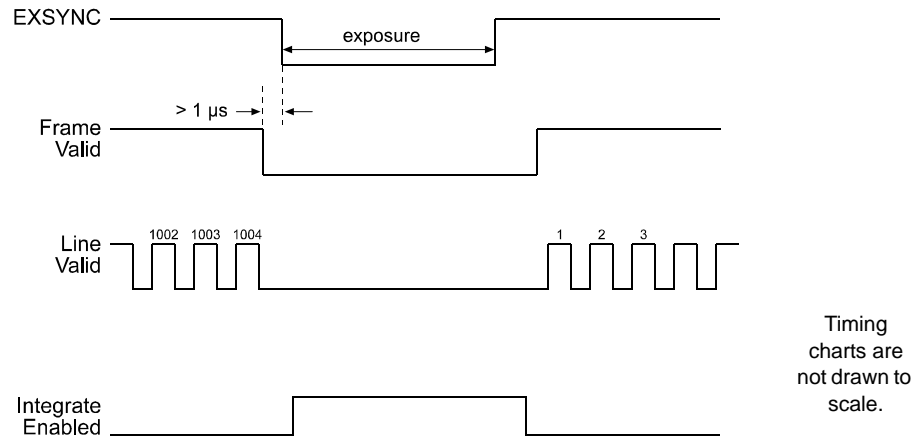 EXSYNC
exposure
> 1 µs
Frame
Valid
Line
Valid
1002 1003 1004
1 2 3
Timing
charts are
not drawn to
scale.
Integrate
Enabled